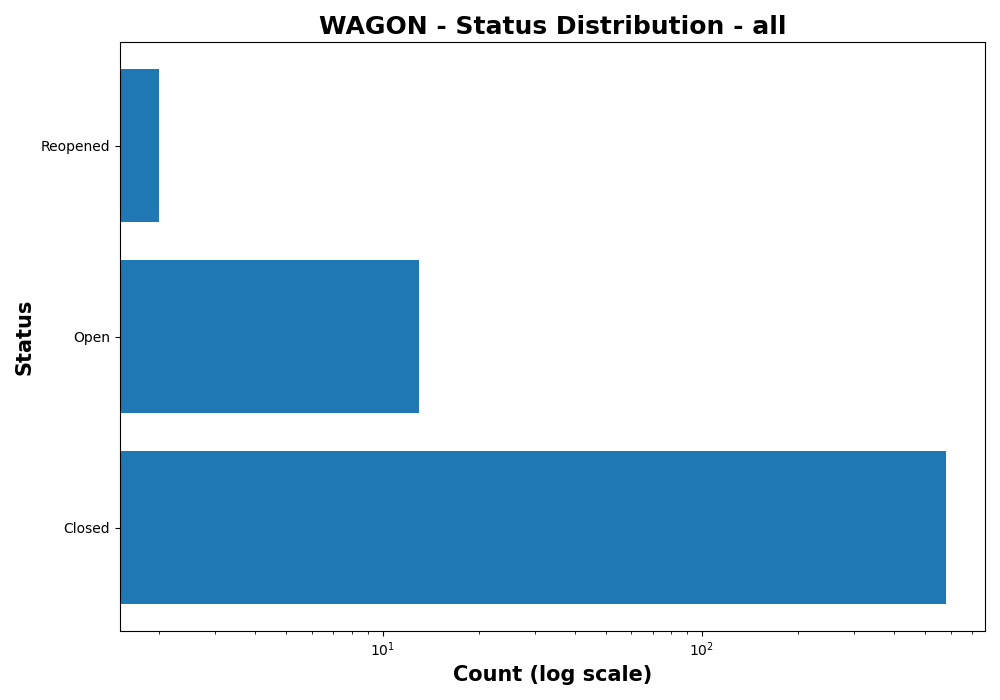 WAGON - Status Distribution - all
Reopened
Open
Closed
Status
10¹
10²
Count (log scale)